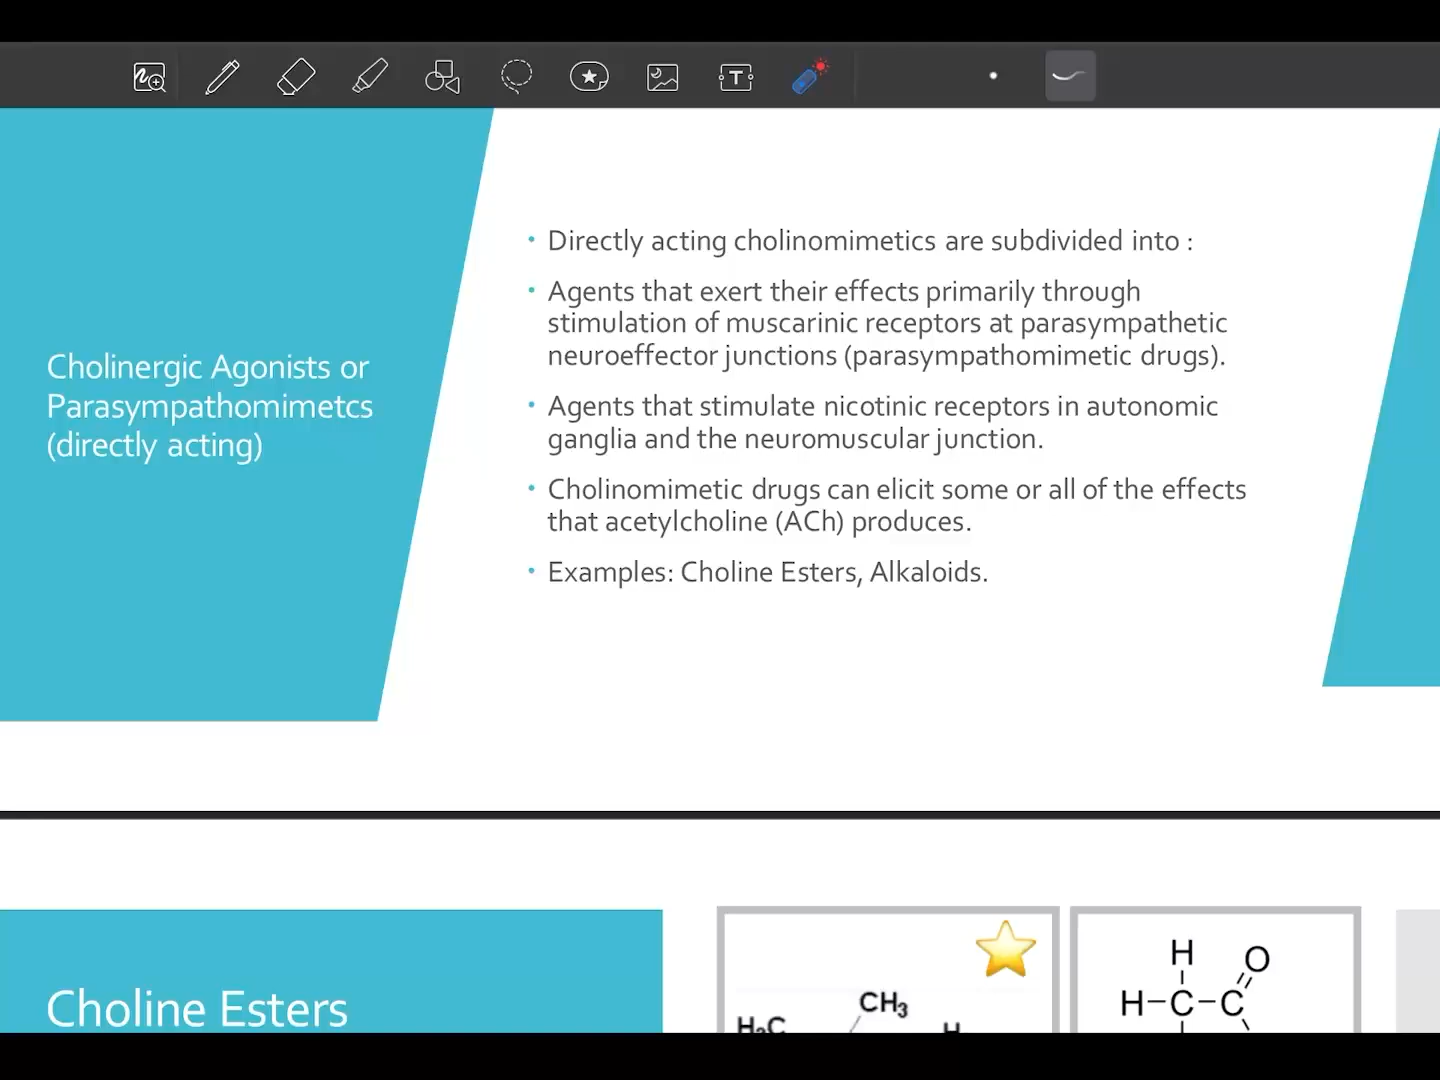 Cholinergic Agonists or
Parasympathomimetcs
(directly acting)
• Directly acting cholinomimetics are subdivided into :
• Agents that exert their effects primarily through
stimulation of muscarinic receptors at parasympathetic
neuroeffector junctions (parasympathomimetic drugs).
• Agents that stimulate nicotinic receptors in autonomic
ganglia and the neuromuscular junction.
• Cholinomimetic drugs can elicit some or all of the effects
that acetylcholine (ACh) produces.
• Examples: Choline Esters, Alkaloids.
Choline Esters
CH₃
H₃C
H
H
O
H-C-C
T